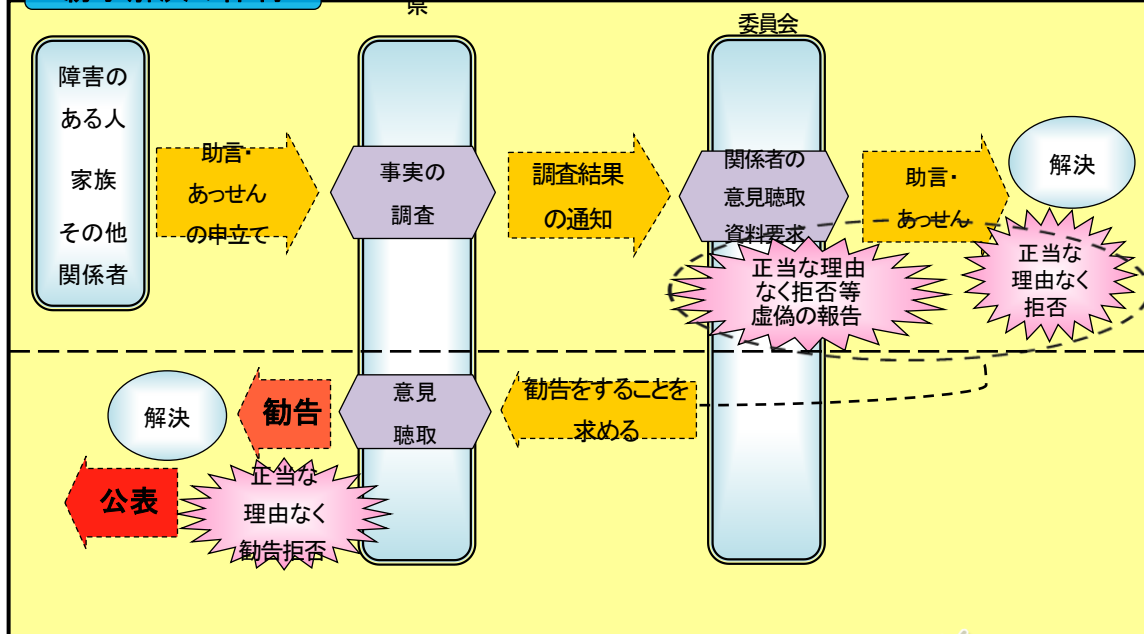 県
委員会
障害の
ある人
家族
その他
関係者
助言・
あっせん
の申立て
事実の
調査
調査結果
の通知
関係者の
意見聴取
資料要求
助言・
あっせん
解決
正当な理由
なく拒否等
虚偽の報告
正当な
理由なく
拒否
解決
勧告
意見
聴取
勧告をすることを
求める
公表
正当な
理由なく
勧告拒否